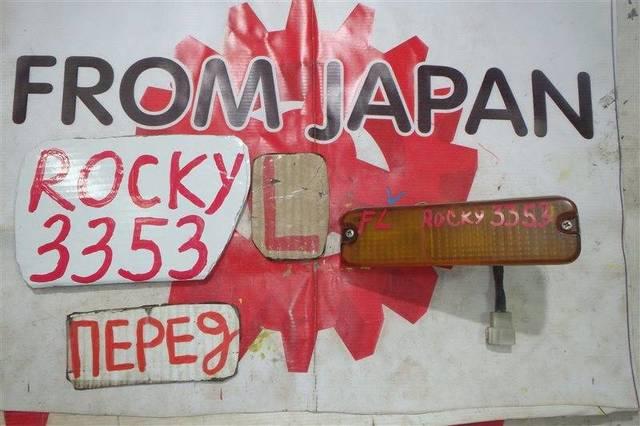 FROM JAPAN
ROCKY
3353
L
FL ROCKY 3353
ПЕРЕД